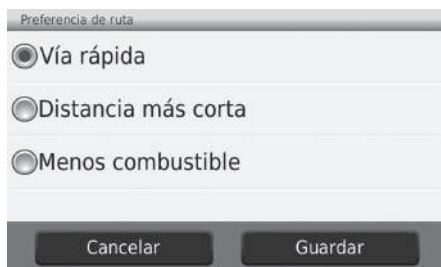 Preferencia de ruta
Vía rápida
Distancia más corta
Menos combustible
Cancelar
Guardar